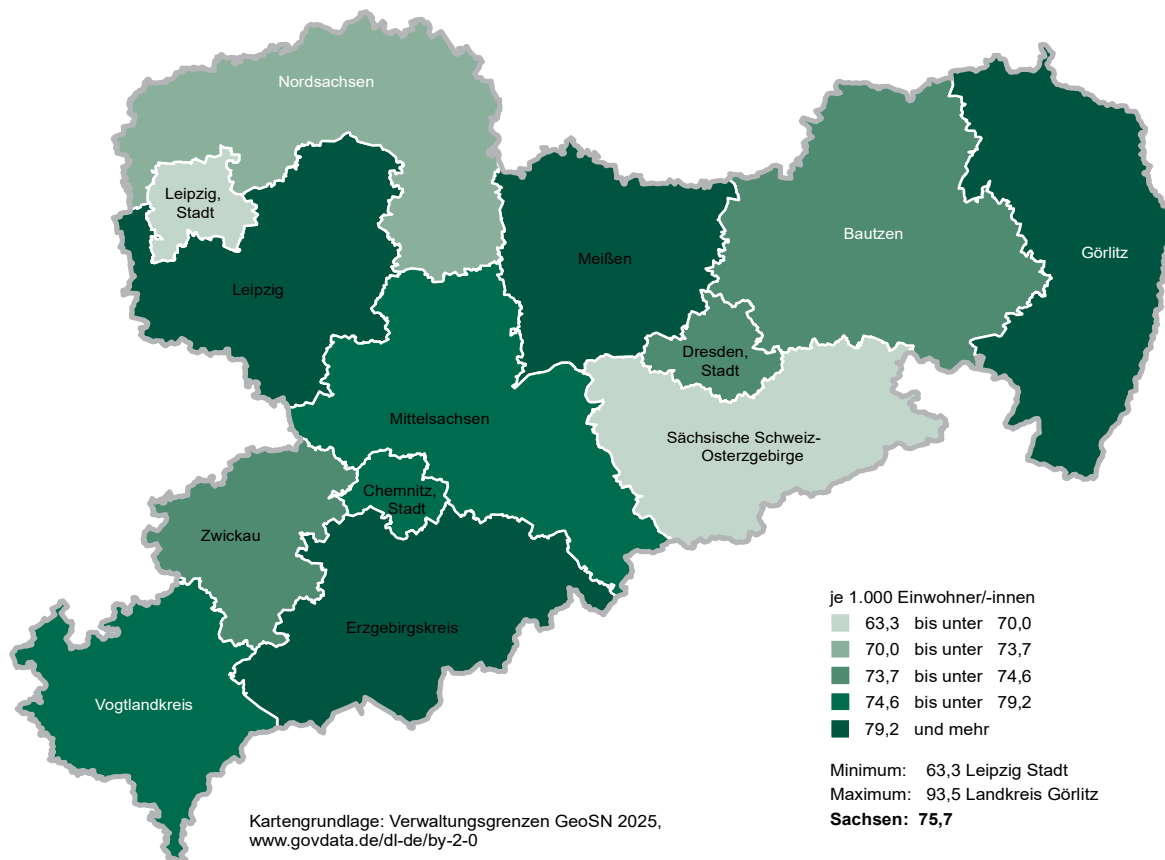 Nordsachsen
Leipzig,
Stadt
Leipzig
Meißen
Bautzen
Görlitz
Dresden,
Stadt
Mittelsachsen
Sächsische Schweiz-
Osterzgebirge
Chemnitz,
Stadt
Zwickau
Erzgebirgskreis
Vogtlandkreis
je 1.000 Einwohner/-innen
63,3 bis unter 70,0
70,0 bis unter 73,7
73,7 bis unter 74,6
74,6 bis unter 79,2
79,2 und mehr
Minimum: 63,3 Leipzig Stadt
Maximum: 93,5 Landkreis Görlitz
Sachsen: 75,7
Kartengrundlage: Verwaltungsgrenzen GeoSN 2025,
www.govdata.de/dl-de/by-2-0